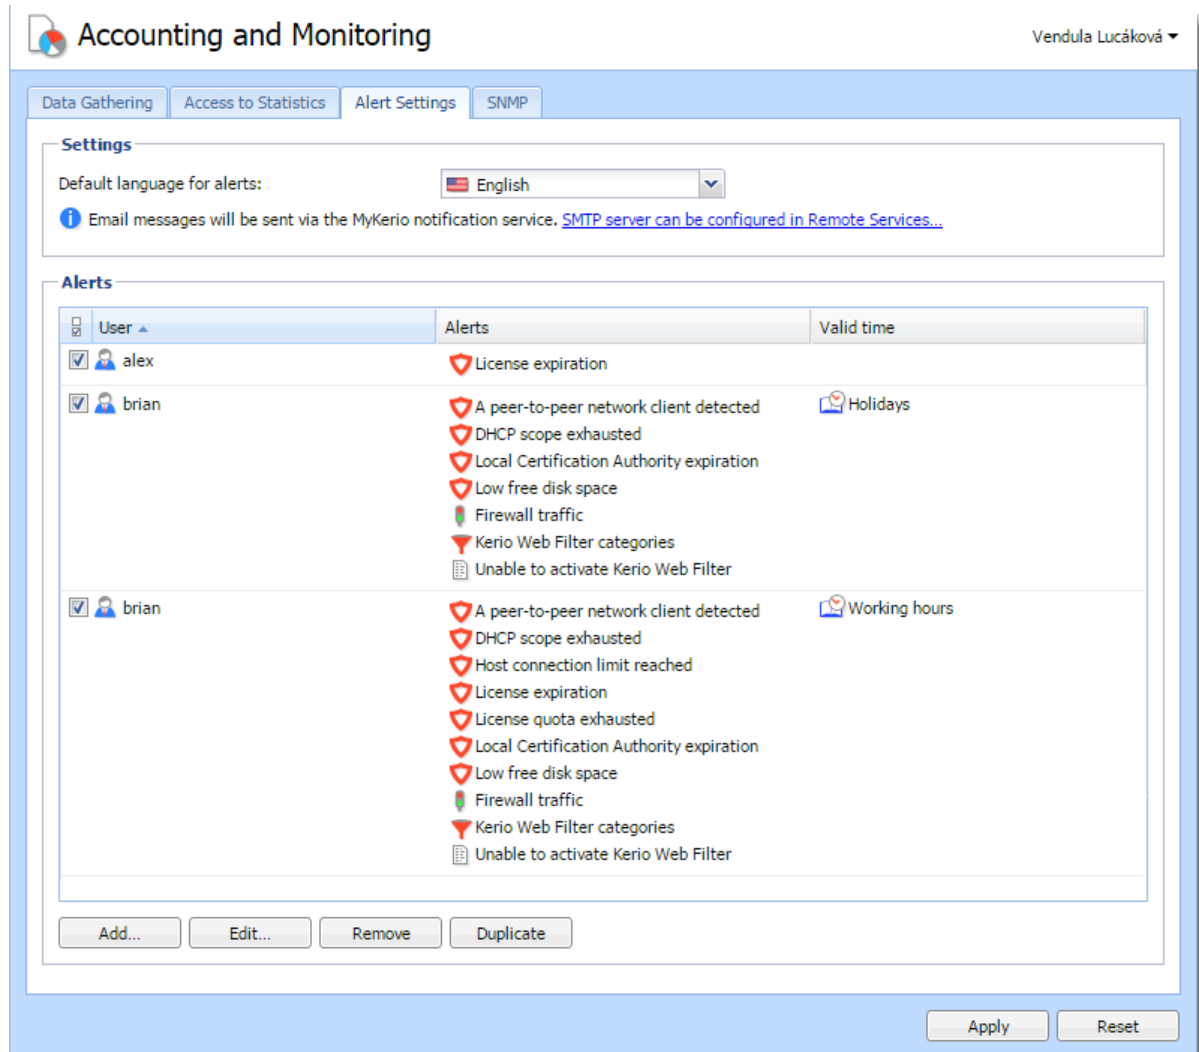 Accounting and Monitoring
Vendula Lucáková
Data Gathering
Access to Statistics
Alert Settings
SNMP
Settings
Default language for alerts:
English
Email messages will be sent via the MyKerio notification service. SMTP server can be configured in Remote Services...
Alerts
User
Alerts
Valid time
alex
License expiration
brian
A peer-to-peer network client detected
Holidays
DHCP scope exhausted
Local Certification Authority expiration
Low free disk space
Firewall traffic
Kerio Web Filter categories
Unable to activate Kerio Web Filter
brian
A peer-to-peer network client detected
Working hours
DHCP scope exhausted
Host connection limit reached
License expiration
License quota exhausted
Local Certification Authority expiration
Low free disk space
Firewall traffic
Kerio Web Filter categories
Unable to activate Kerio Web Filter
Add...
Edit...
Remove
Duplicate
Apply
Reset